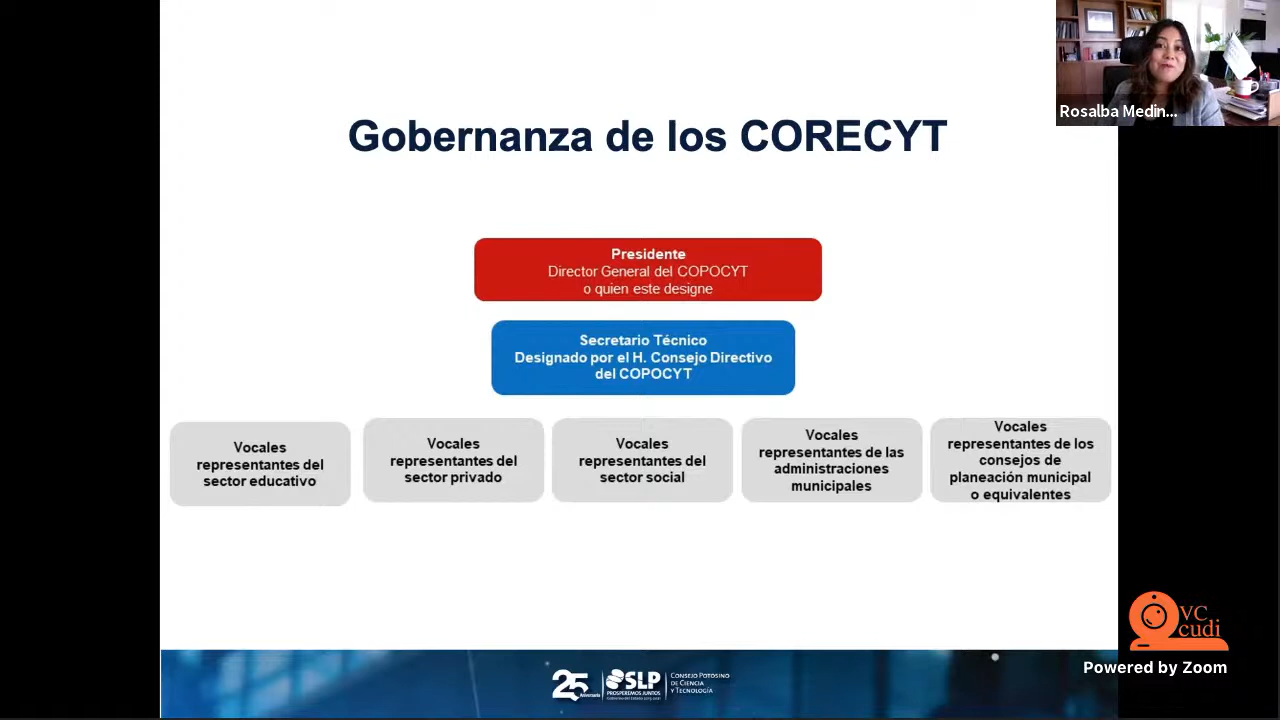 Rosalba Medin...
Gobernanza de los CORECYT
Presidente
Director General del COPOCYT
o quien este designe
Secretario Técnico
Designado por el H. Consejo Directivo
del COPOCYT
Vocales
representantes del
sector educativo
Vocales
representantes del
sector privado
Vocales
representantes del
sector social
Vocales
representantes de las
administraciones
municipales
Vocales
representantes de los
consejos de
planeación municipal
o equivalentes
VC
cudi
Powered by Zoom
25
Aniversario
SLP
PROSPEREMOS JUNTOS
CONSEJO POTOSINO
DE CIENCIA
Y TECNOLOGÍA